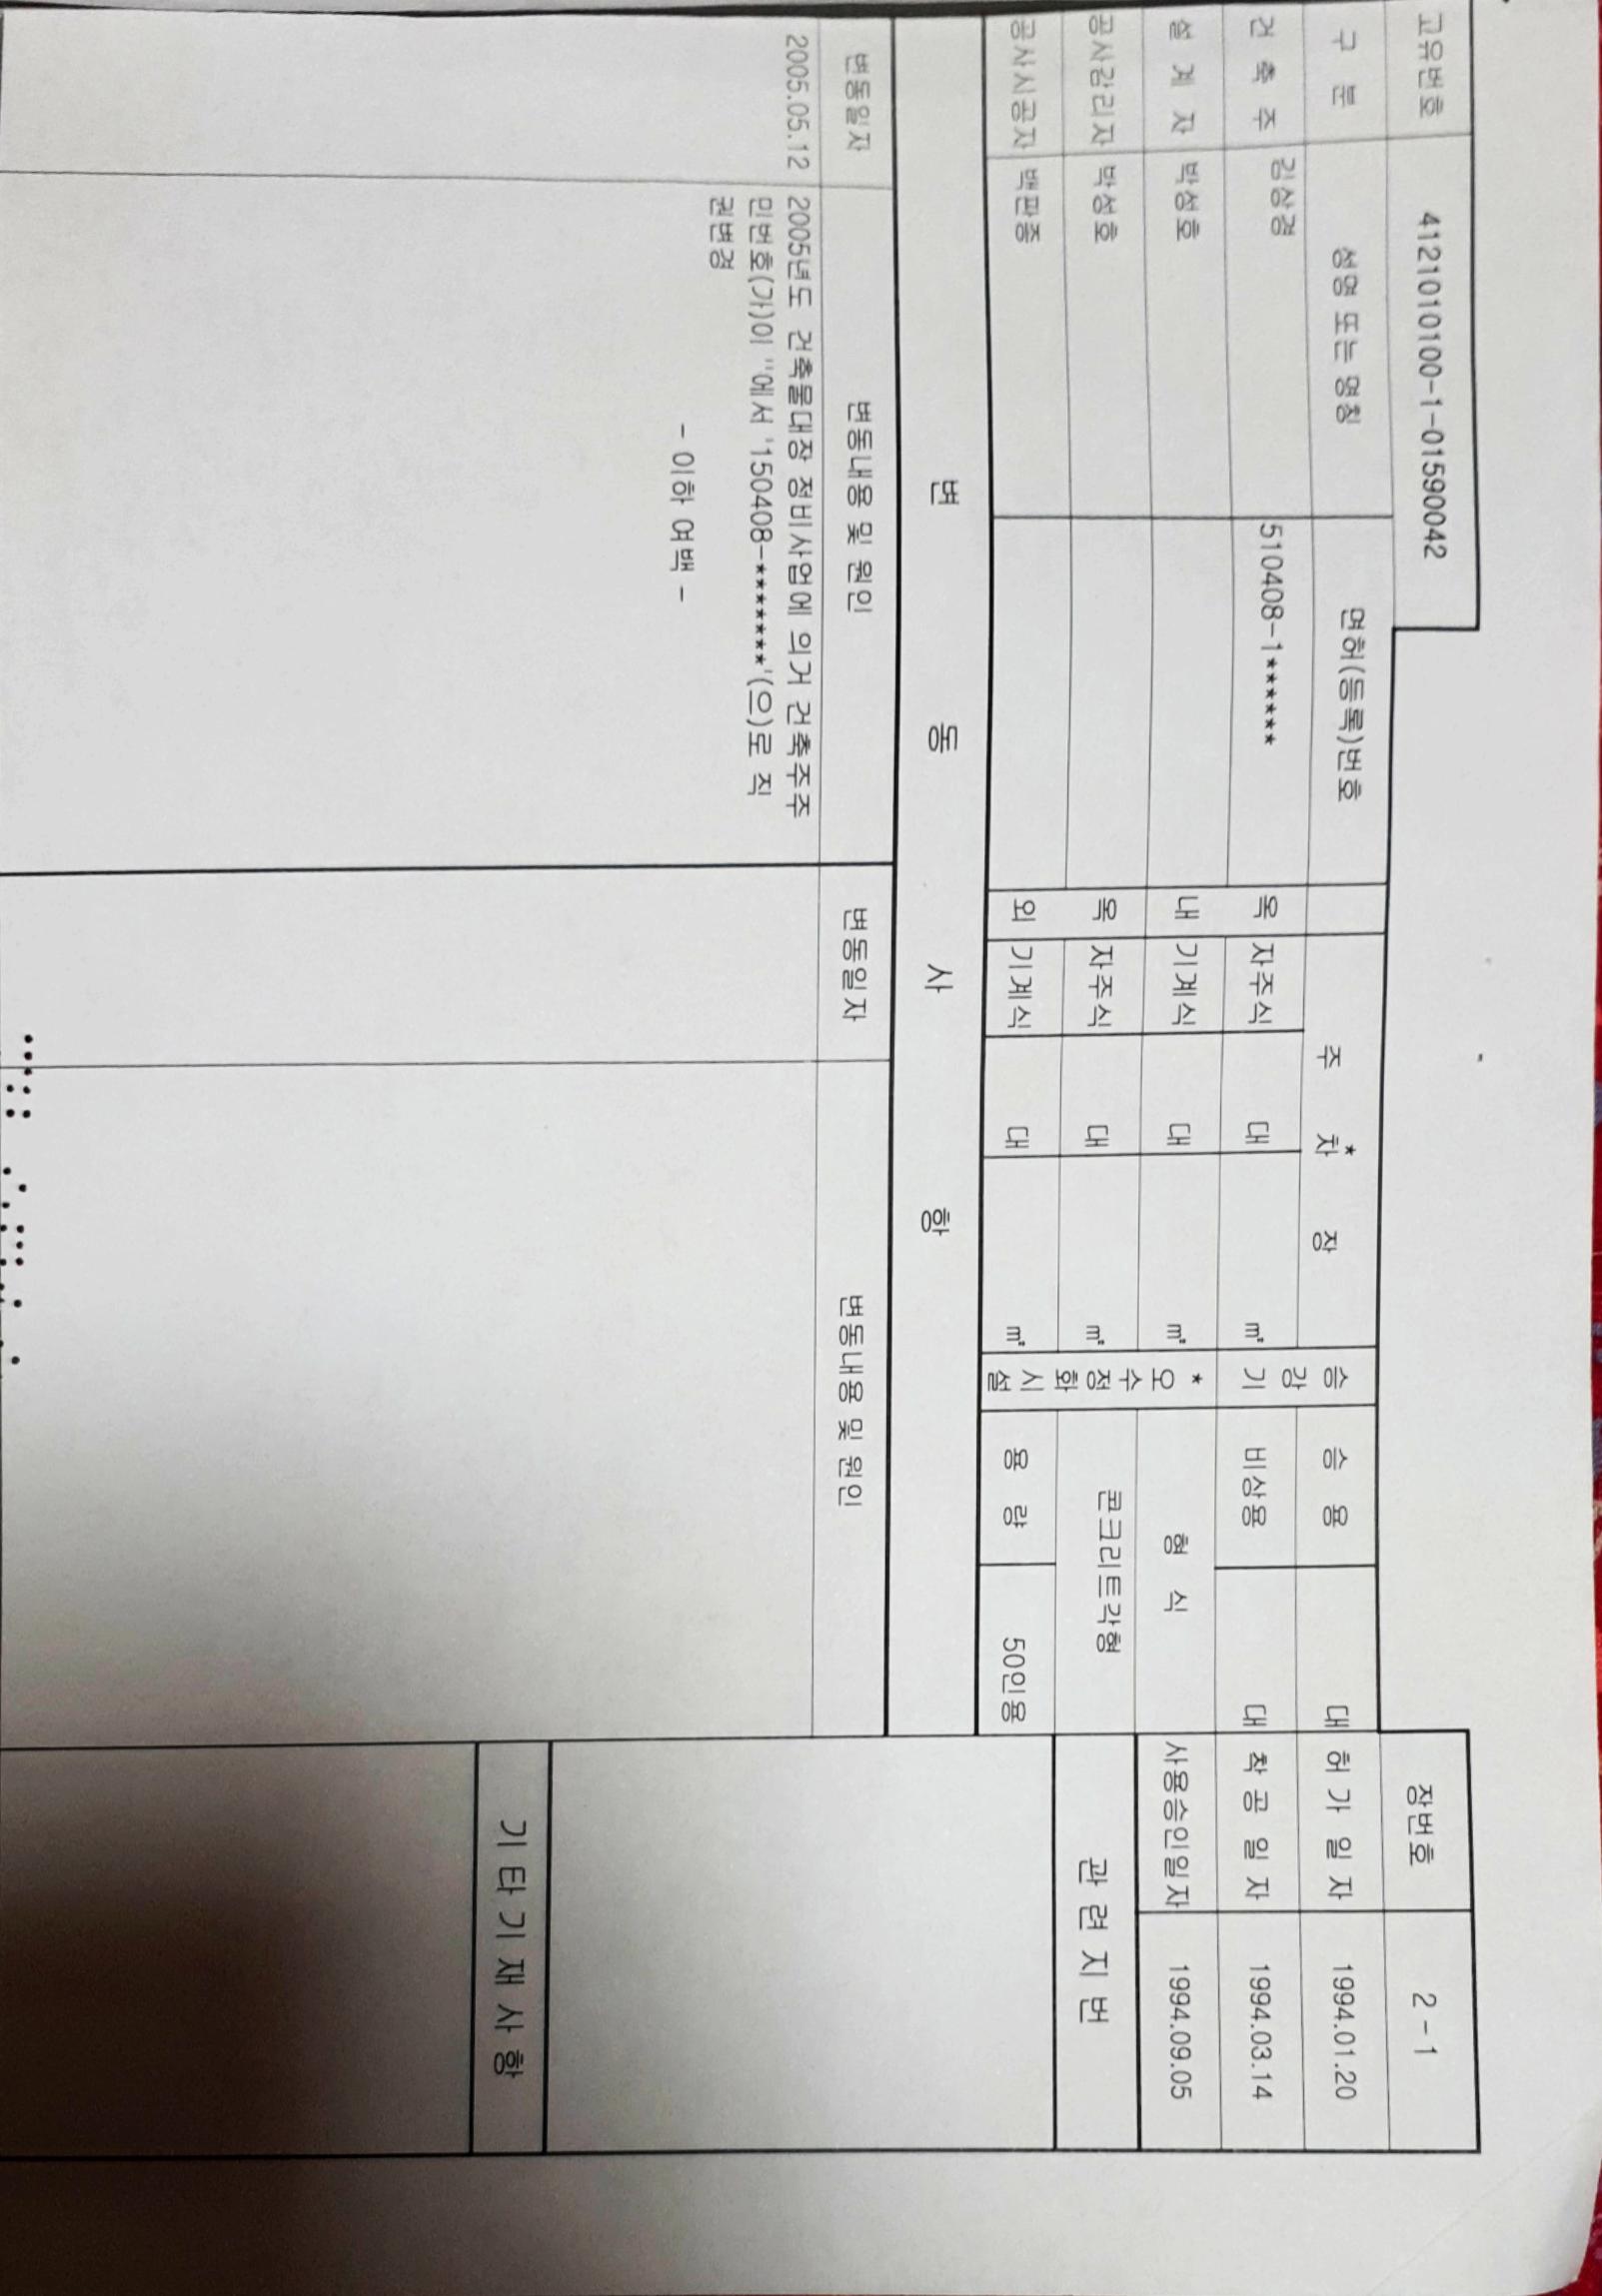 고유번호 4121010100-1-01590042 장번호 2 - 1
구 분 성명 또는 명칭 면허(등록)번호 주 차* 장 승강기 승 용 대 허 가 일 자 1994.01.20
건 축 주 김상경 510408-1****** 옥내 자주식 대 ㎡ 비상용 대 착 공 일 자 1994.03.14
설 계 자 박성호 기계식 대 ㎡ *오수정화시설 형 식 사용승인일자 1994.09.05
공사감리자 박성호 옥외 자주식 대 ㎡ 콘크리트각형 관 련 지 번
공사시공자 백판종 기계식 대 ㎡ 용 량 50인용
변 동 사 항
변동일자 변동내용 및 원인 변동일자 변동내용 및 원인
2005.05.12 2005년도 건축물대장 정비사업에 의거 건축주주
민번호(가)이 ''에서 '150408-*******'(으)로 직
권변경
- 이하 여백 -
기 타 기 재 사 항